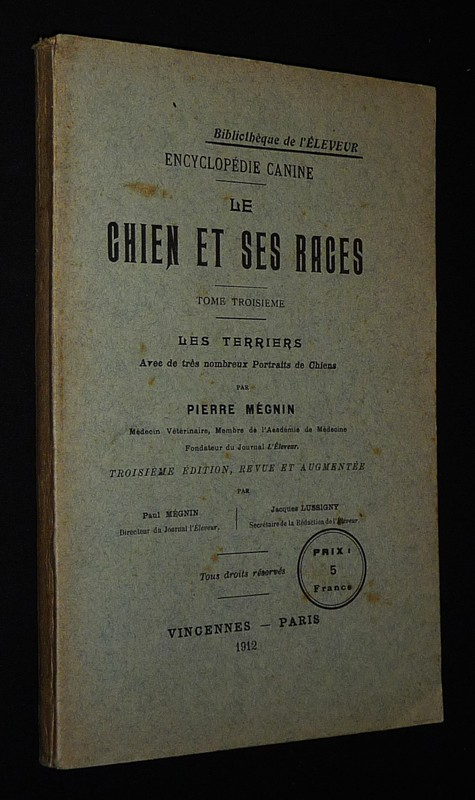 Bibliothèque de l'ÉLEVEUR
ENCYCLOPÉDIE CANINE
LE
CHIEN ET SES RACES
TOME TROISIÈME
LES TERRIERS
Avec de très nombreux Portraits de Chiens
PAR
PIERRE MÉGNIN
Médecin Vétérinaire, Membre de l'Académie de Médecine
Fondateur du Journal L'Éleveur.
TROISIÈME ÉDITION, REVUE ET AUGMENTÉE
PAR
Paul MÉGNIN
Directeur du Journal l'Éleveur.
Jacques LUSSIGNY
Secrétaire de la Rédaction de l'Éleveur.
Tous droits réservés
PRIX :
5
Francs
VINCENNES — PARIS
1912